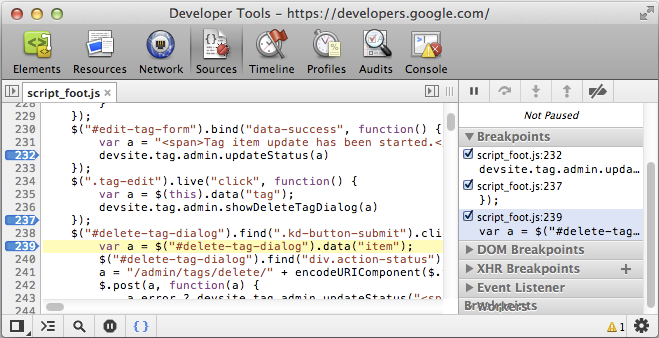 Developer Tools - https://developers.google.com/
Elements Resources Network Sources Timeline Profiles Audits Console
script_foot.js ×
Not Paused
228 }
229 });
230 $("#edit-tag-form").bind("data-success", function() {
231 var a = "<span>Tag item update has been started.<
232 devsite.tag.admin.updateStatus(a)
233 });
234 $(".tag-edit").live("click", function() {
235 var a = $(this).data("tag");
236 devsite.tag.admin.showDeleteTagDialog(a)
237 });
238 $("#delete-tag-dialog").find(".kd-button-submit").cli
239 var a = $("#delete-tag-dialog").data("item");
240 $("#delete-tag-dialog").find("div.action-status")
241 a = "/admin/tags/delete/" + encodeURIComponent($.
242 $.post(a, function(a) {
243 a.error ? devsite.tag.admin.updateStatus("<sp
244
Breakpoints
script_foot.js:232
devsite.tag.admin.upda…
script_foot.js:237
});
script_foot.js:239
var a = $("#delete-tag…
DOM Breakpoints
XHR Breakpoints +
Event Listener
Breakpoints
Workers
{ } 1